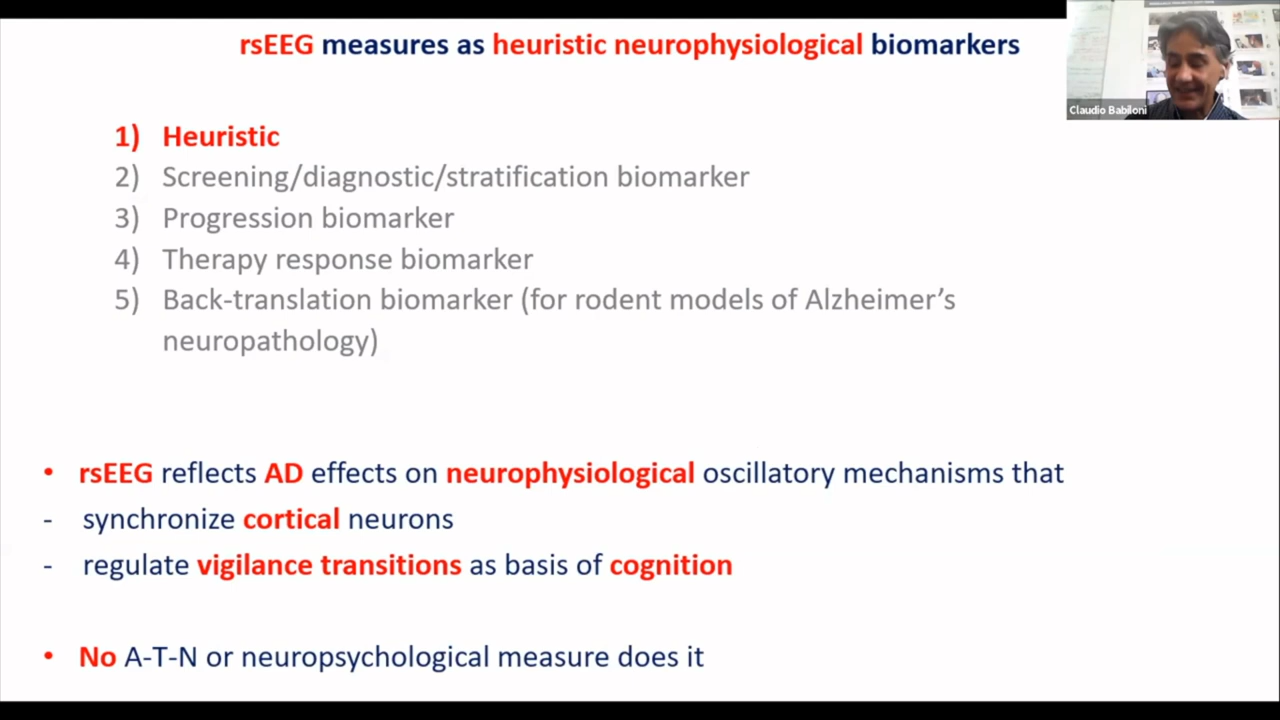 rsEEG measures as heuristic neurophysiological biomarkers
Claudio Babiloni
1) Heuristic
2) Screening/diagnostic/stratification biomarker
3) Progression biomarker
4) Therapy response biomarker
5) Back-translation biomarker (for rodent models of Alzheimer’s
neuropathology)
• rsEEG reflects AD effects on neurophysiological oscillatory mechanisms that
- synchronize cortical neurons
- regulate vigilance transitions as basis of cognition
• No A-T-N or neuropsychological measure does it